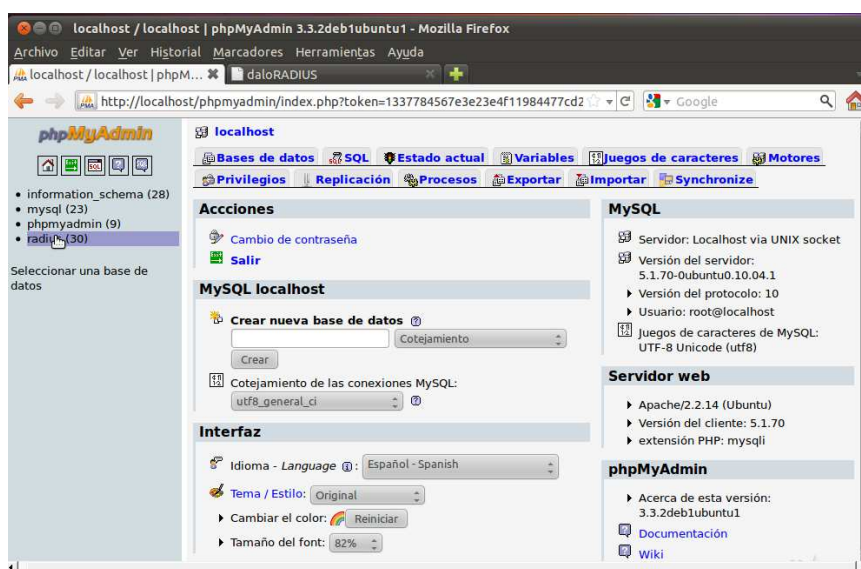 localhost / localhost | phpMyAdmin 3.3.2deb1ubuntu1 - Mozilla Firefox
Archivo Editar Ver Historial Marcadores Herramientas Ayuda
localhost / localhost | phpM... daloRADIUS
http://localhost/phpmyadmin/index.php?token=1337784567e3e23e4f11984477cd2 Google
phpMyAdmin
information_schema (28)
mysql (23)
phpmyadmin (9)
radius (30)
Seleccionar una base de
datos
localhost
Bases de datos SQL Estado actual Variables Juegos de caracteres Motores
Privilegios Replicación Procesos Exportar Importar Synchronize
Accciones
Cambio de contraseña
Salir
MySQL localhost
Crear nueva base de datos
Cotejamiento
Crear
Cotejamiento de las conexiones MySQL:
utf8_general_ci
Interfaz
Idioma - Language : Español - Spanish
Tema / Estilo: Original
Cambiar el color: Reiniciar
Tamaño del font: 82%
MySQL
Servidor: Localhost via UNIX socket
Versión del servidor:
5.1.70-0ubuntu0.10.04.1
Versión del protocolo: 10
Usuario: root@localhost
Juegos de caracteres de MySQL:
UTF-8 Unicode (utf8)
Servidor web
Apache/2.2.14 (Ubuntu)
Versión del cliente: 5.1.70
extensión PHP: mysqli
phpMyAdmin
Acerca de esta versión:
3.3.2deb1ubuntu1
Documentación
Wiki